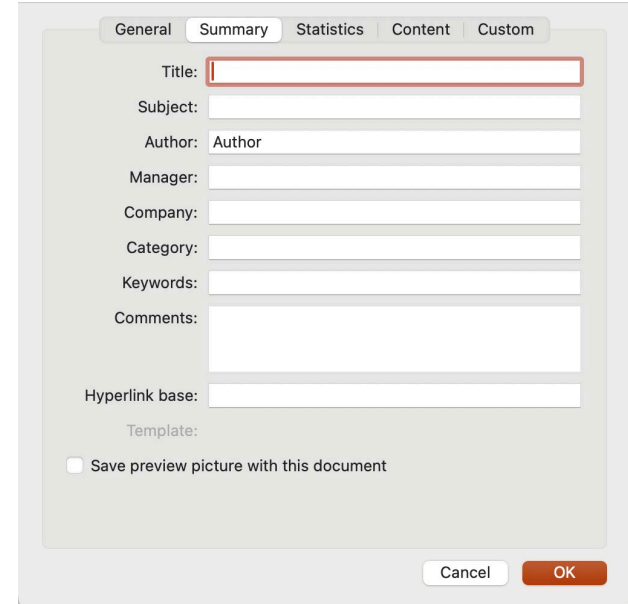 General Summary Statistics Content Custom
Title:
Subject:
Author: Author
Manager:
Company:
Category:
Keywords:
Comments:
Hyperlink base:
Template:
Save preview picture with this document
Cancel OK